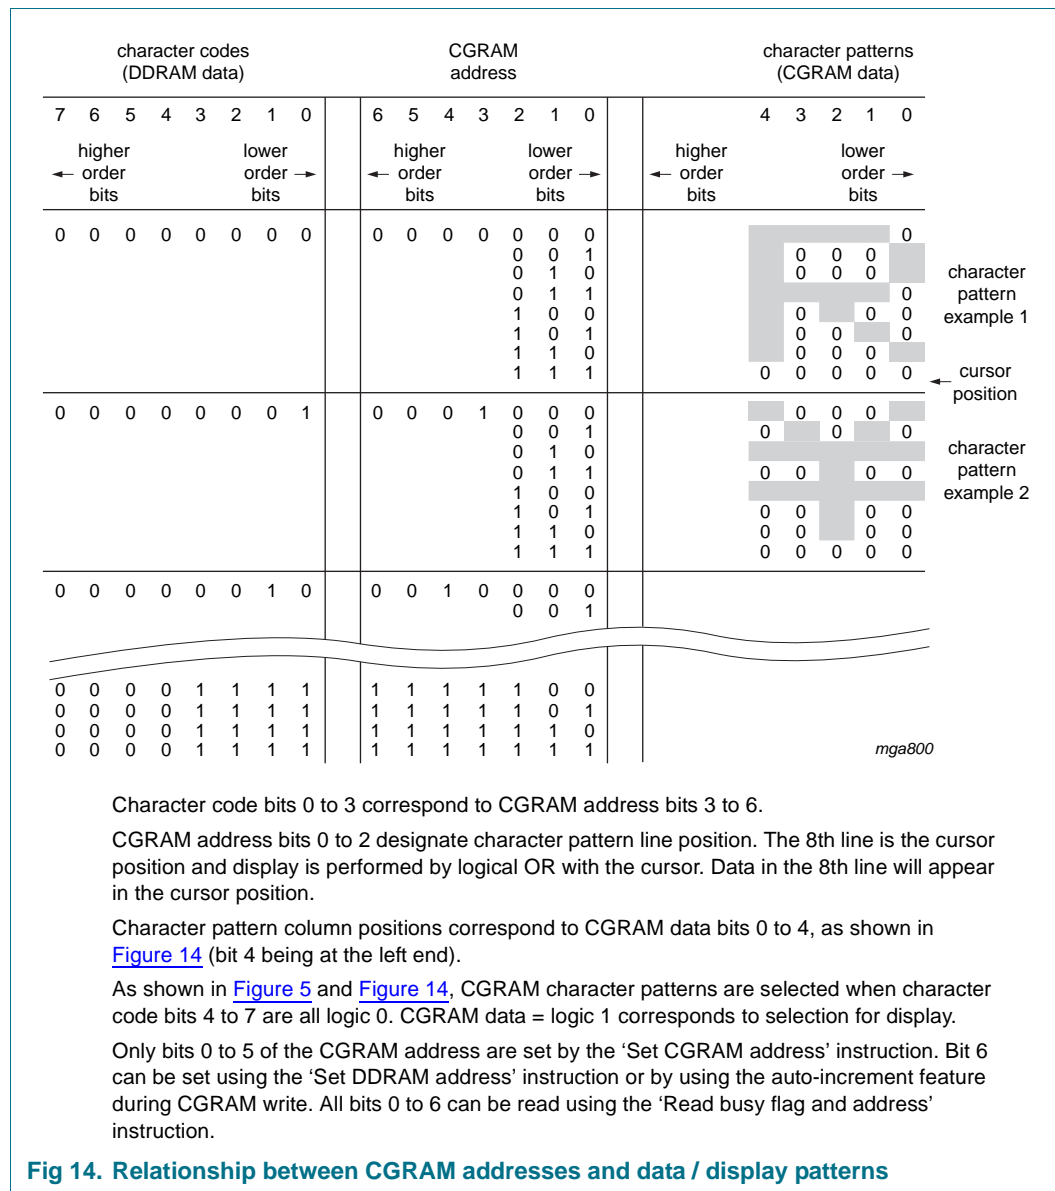 character codes
(DDRAM data)
CGRAM
address
character patterns
(CGRAM data)
7 6 5 4 3 2 1 0 6 5 4 3 2 1 0 4 3 2 1 0
higher
← order
bits
lower
order →
bits
higher
← order
bits
lower
order →
bits
higher
← order
bits
lower
order →
bits
0 0 0 0 0 0 0 0 0 0 0 0 0 0 0 0
0 0 1 0 0 0
0 1 0 0 0 0
0 1 1 0
1 0 0 0 0 0
1 0 1 0 0 0
1 1 0 0 0 0
1 1 1 0 0 0 0 0
character
pattern
example 1
← cursor
position
0 0 0 0 0 0 0 1 0 0 0 1 0 0 0 0 0 0
0 0 1 0 0 0
0 1 0
0 1 1 0 0 0 0
1 0 0
1 0 1 0 0 0 0
1 1 0 0 0 0 0
1 1 1 0 0 0 0 0
character
pattern
example 2
0 0 0 0 0 0 1 0 0 0 1 0 0 0 0
0 0 1
0 0 0 0 1 1 1 1 1 1 1 1 1 0 0
0 0 0 0 1 1 1 1 1 1 1 1 1 0 1
0 0 0 0 1 1 1 1 1 1 1 1 1 1 0
0 0 0 0 1 1 1 1 1 1 1 1 1 1 1
mga800
Character code bits 0 to 3 correspond to CGRAM address bits 3 to 6.
CGRAM address bits 0 to 2 designate character pattern line position. The 8th line is the cursor
position and display is performed by logical OR with the cursor. Data in the 8th line will appear
in the cursor position.
Character pattern column positions correspond to CGRAM data bits 0 to 4, as shown in
Figure 14 (bit 4 being at the left end).
As shown in Figure 5 and Figure 14, CGRAM character patterns are selected when character
code bits 4 to 7 are all logic 0. CGRAM data = logic 1 corresponds to selection for display.
Only bits 0 to 5 of the CGRAM address are set by the ‘Set CGRAM address’ instruction. Bit 6
can be set using the ‘Set DDRAM address’ instruction or by using the auto-increment feature
during CGRAM write. All bits 0 to 6 can be read using the ‘Read busy flag and address’
instruction.
Fig 14. Relationship between CGRAM addresses and data / display patterns